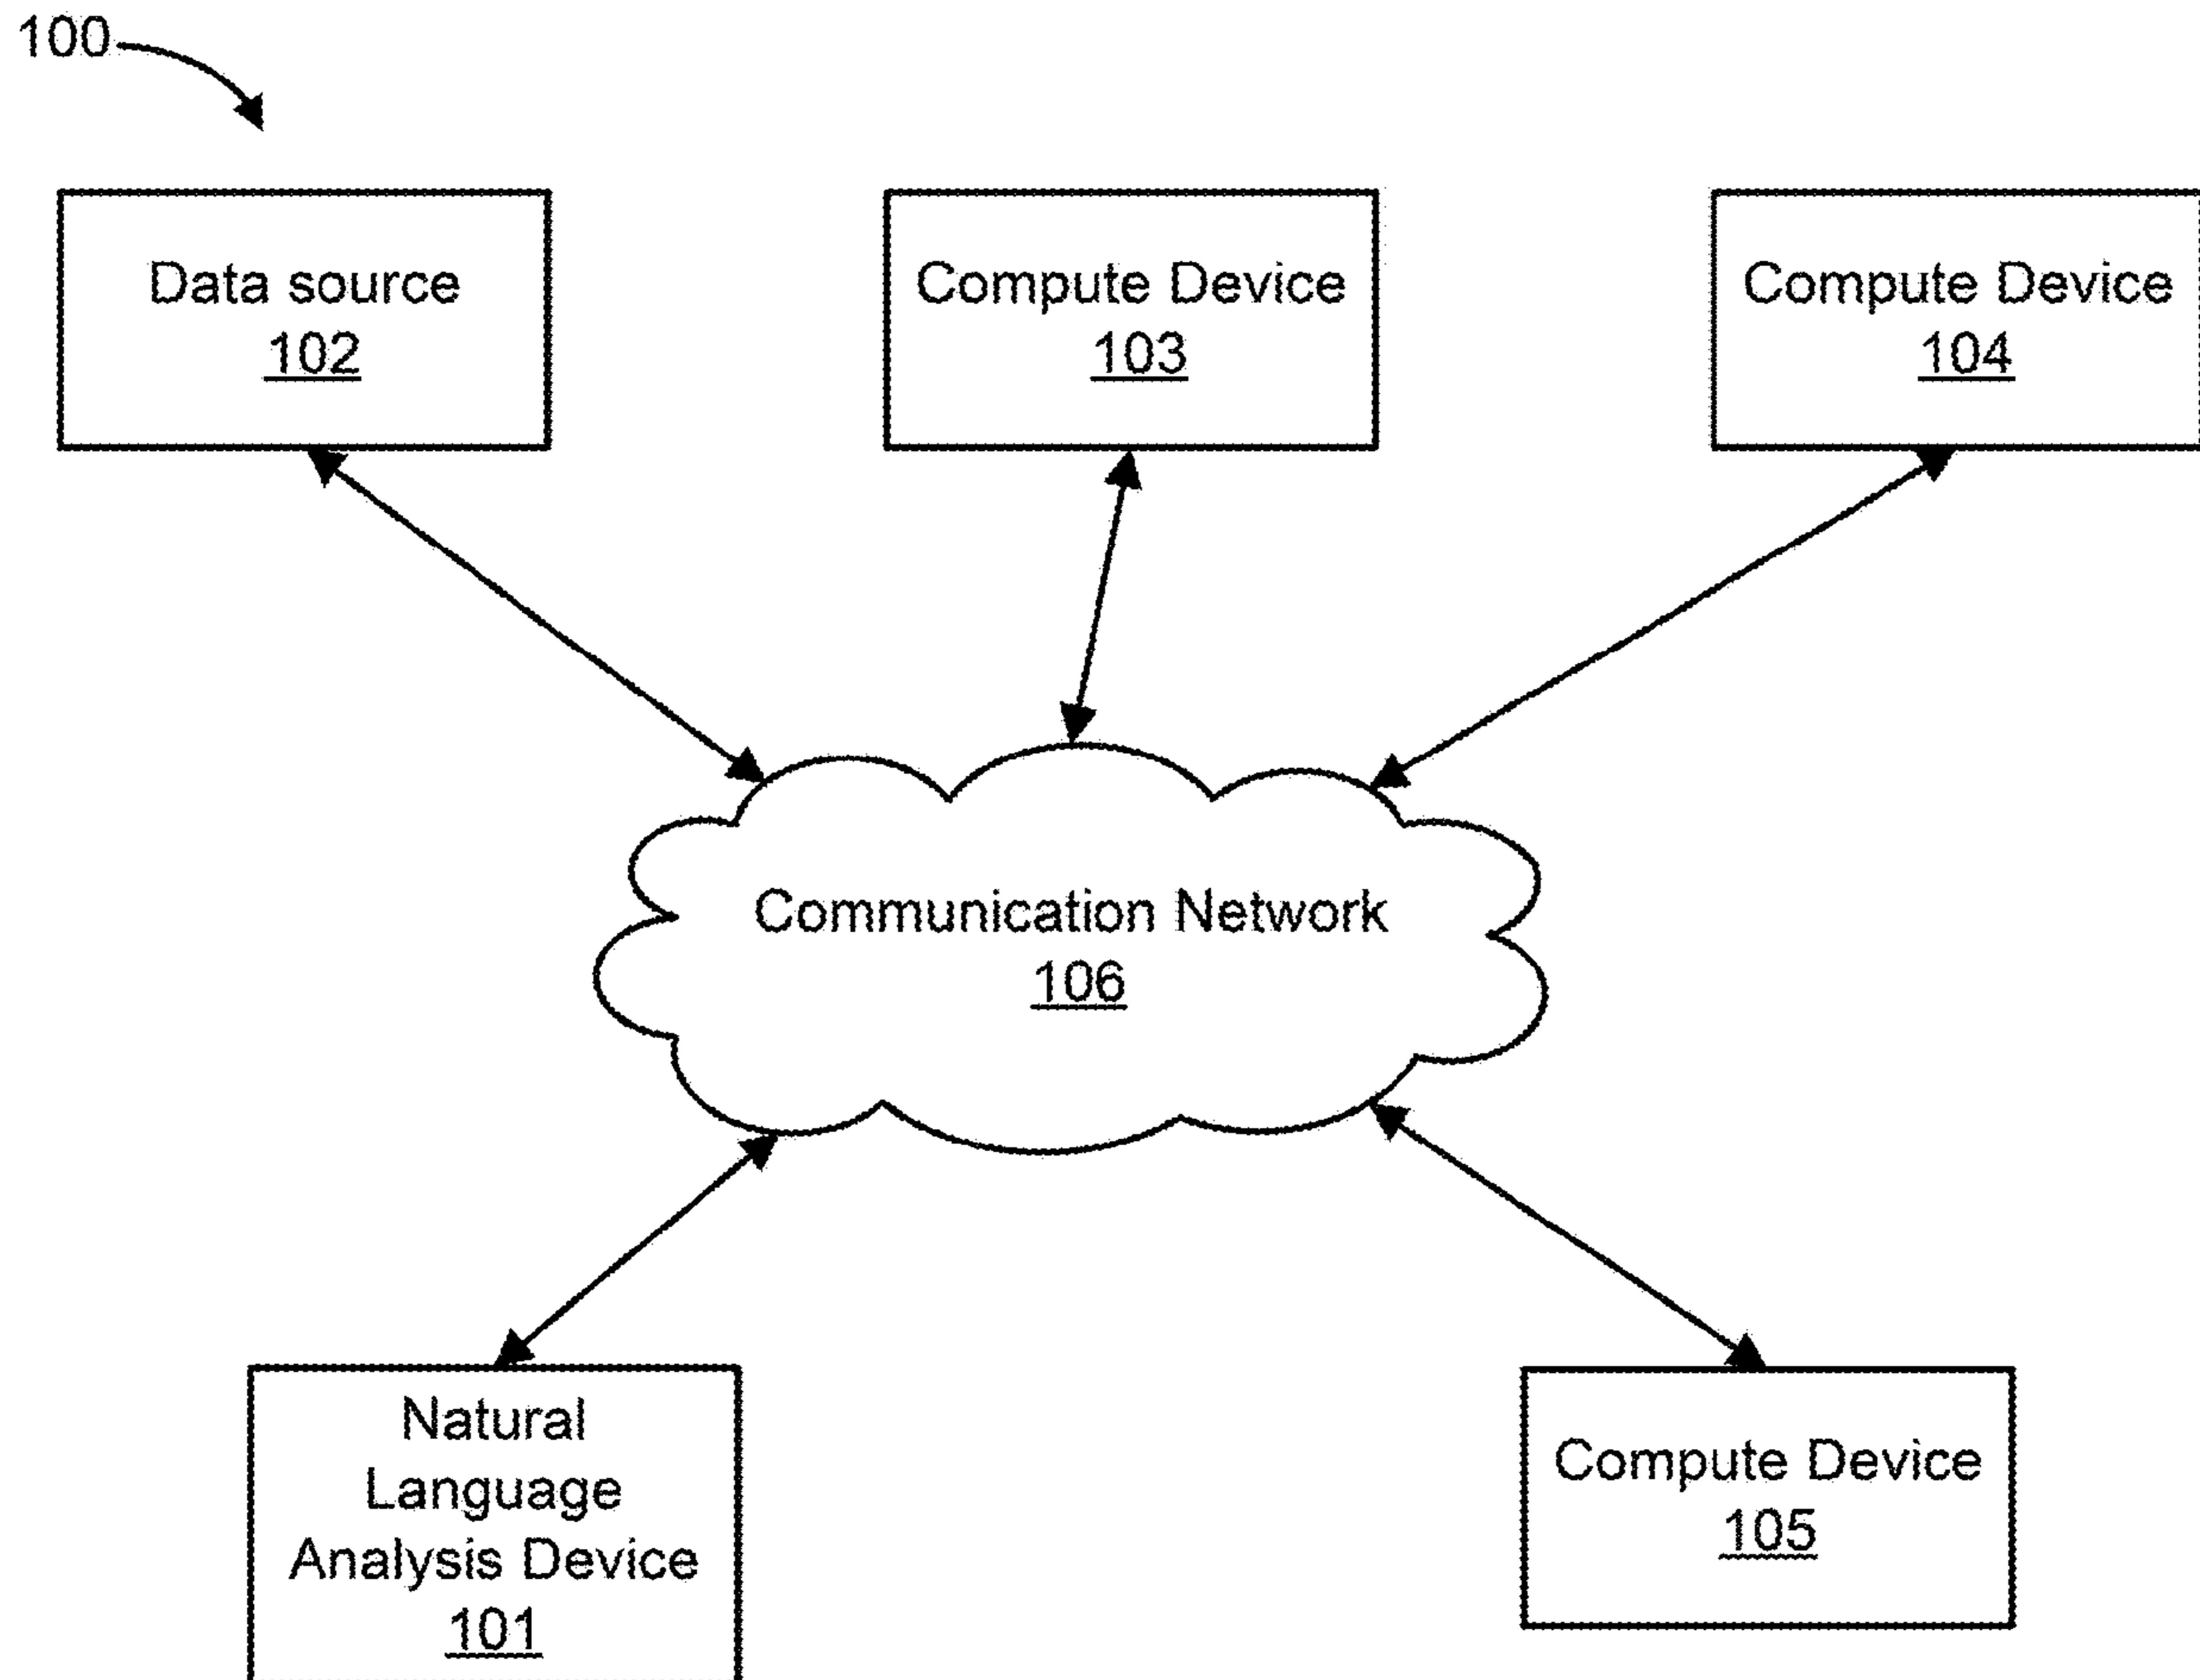 100
Data source
102
Compute Device
103
Compute Device
104
Communication Network
106
Natural
Language
Analysis Device
101
Compute Device
105